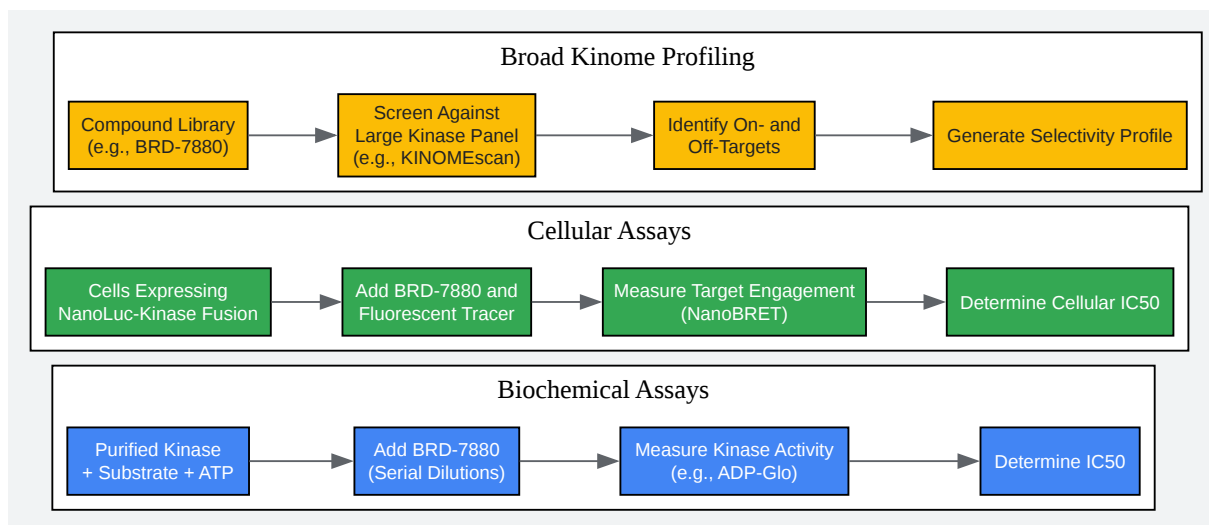 Broad Kinome Profiling
Compound Library
(e.g., BRD-7880)
Screen Against
Large Kinase Panel
(e.g., KINOMEscan)
Identify On- and
Off-Targets
Generate Selectivity Profile
Cellular Assays
Cells Expressing
NanoLuc-Kinase Fusion
Add BRD-7880 and
Fluorescent Tracer
Measure Target Engagement
(NanoBRET)
Determine Cellular IC50
Biochemical Assays
Purified Kinase
+ Substrate + ATP
Add BRD-7880
(Serial Dilutions)
Measure Kinase Activity
(e.g., ADP-Glo)
Determine IC50